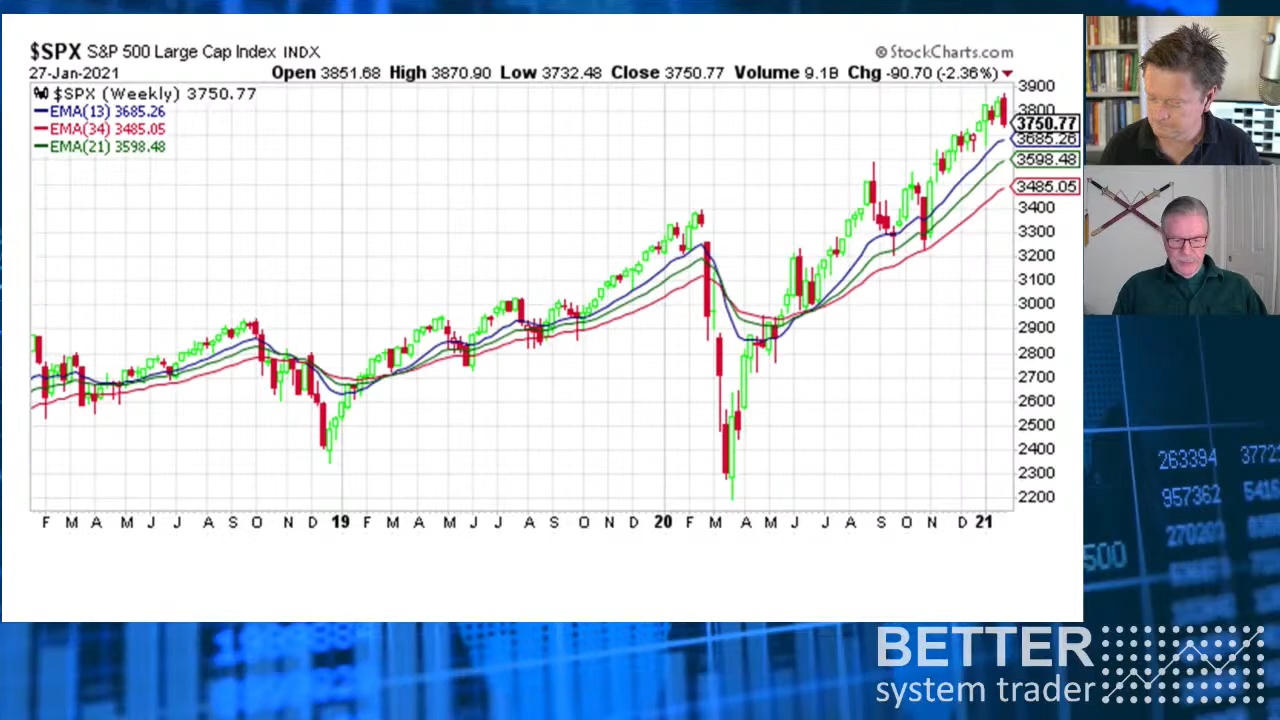 $SPX S&P 500 Large Cap Index INDX
© StockCharts.com
27-Jan-2021 Open 3851.68 High 3870.90 Low 3732.48 Close 3750.77 Volume 9.1B Chg -90.70 (-2.36%)
$SPX (Weekly) 3750.77
EMA(13) 3685.26
EMA(34) 3485.05
EMA(21) 3598.48
3900
3800
3750.77
3685.26
3598.48
3485.05
3400
3300
3200
3100
3000
2900
2800
2700
2600
2500
2400
2300
2200
F M A M J J A S O N D 19 F M A M J J A S O N D 20 F M A M J J A S O N D 21
263394
957362
500
BETTER
system trader